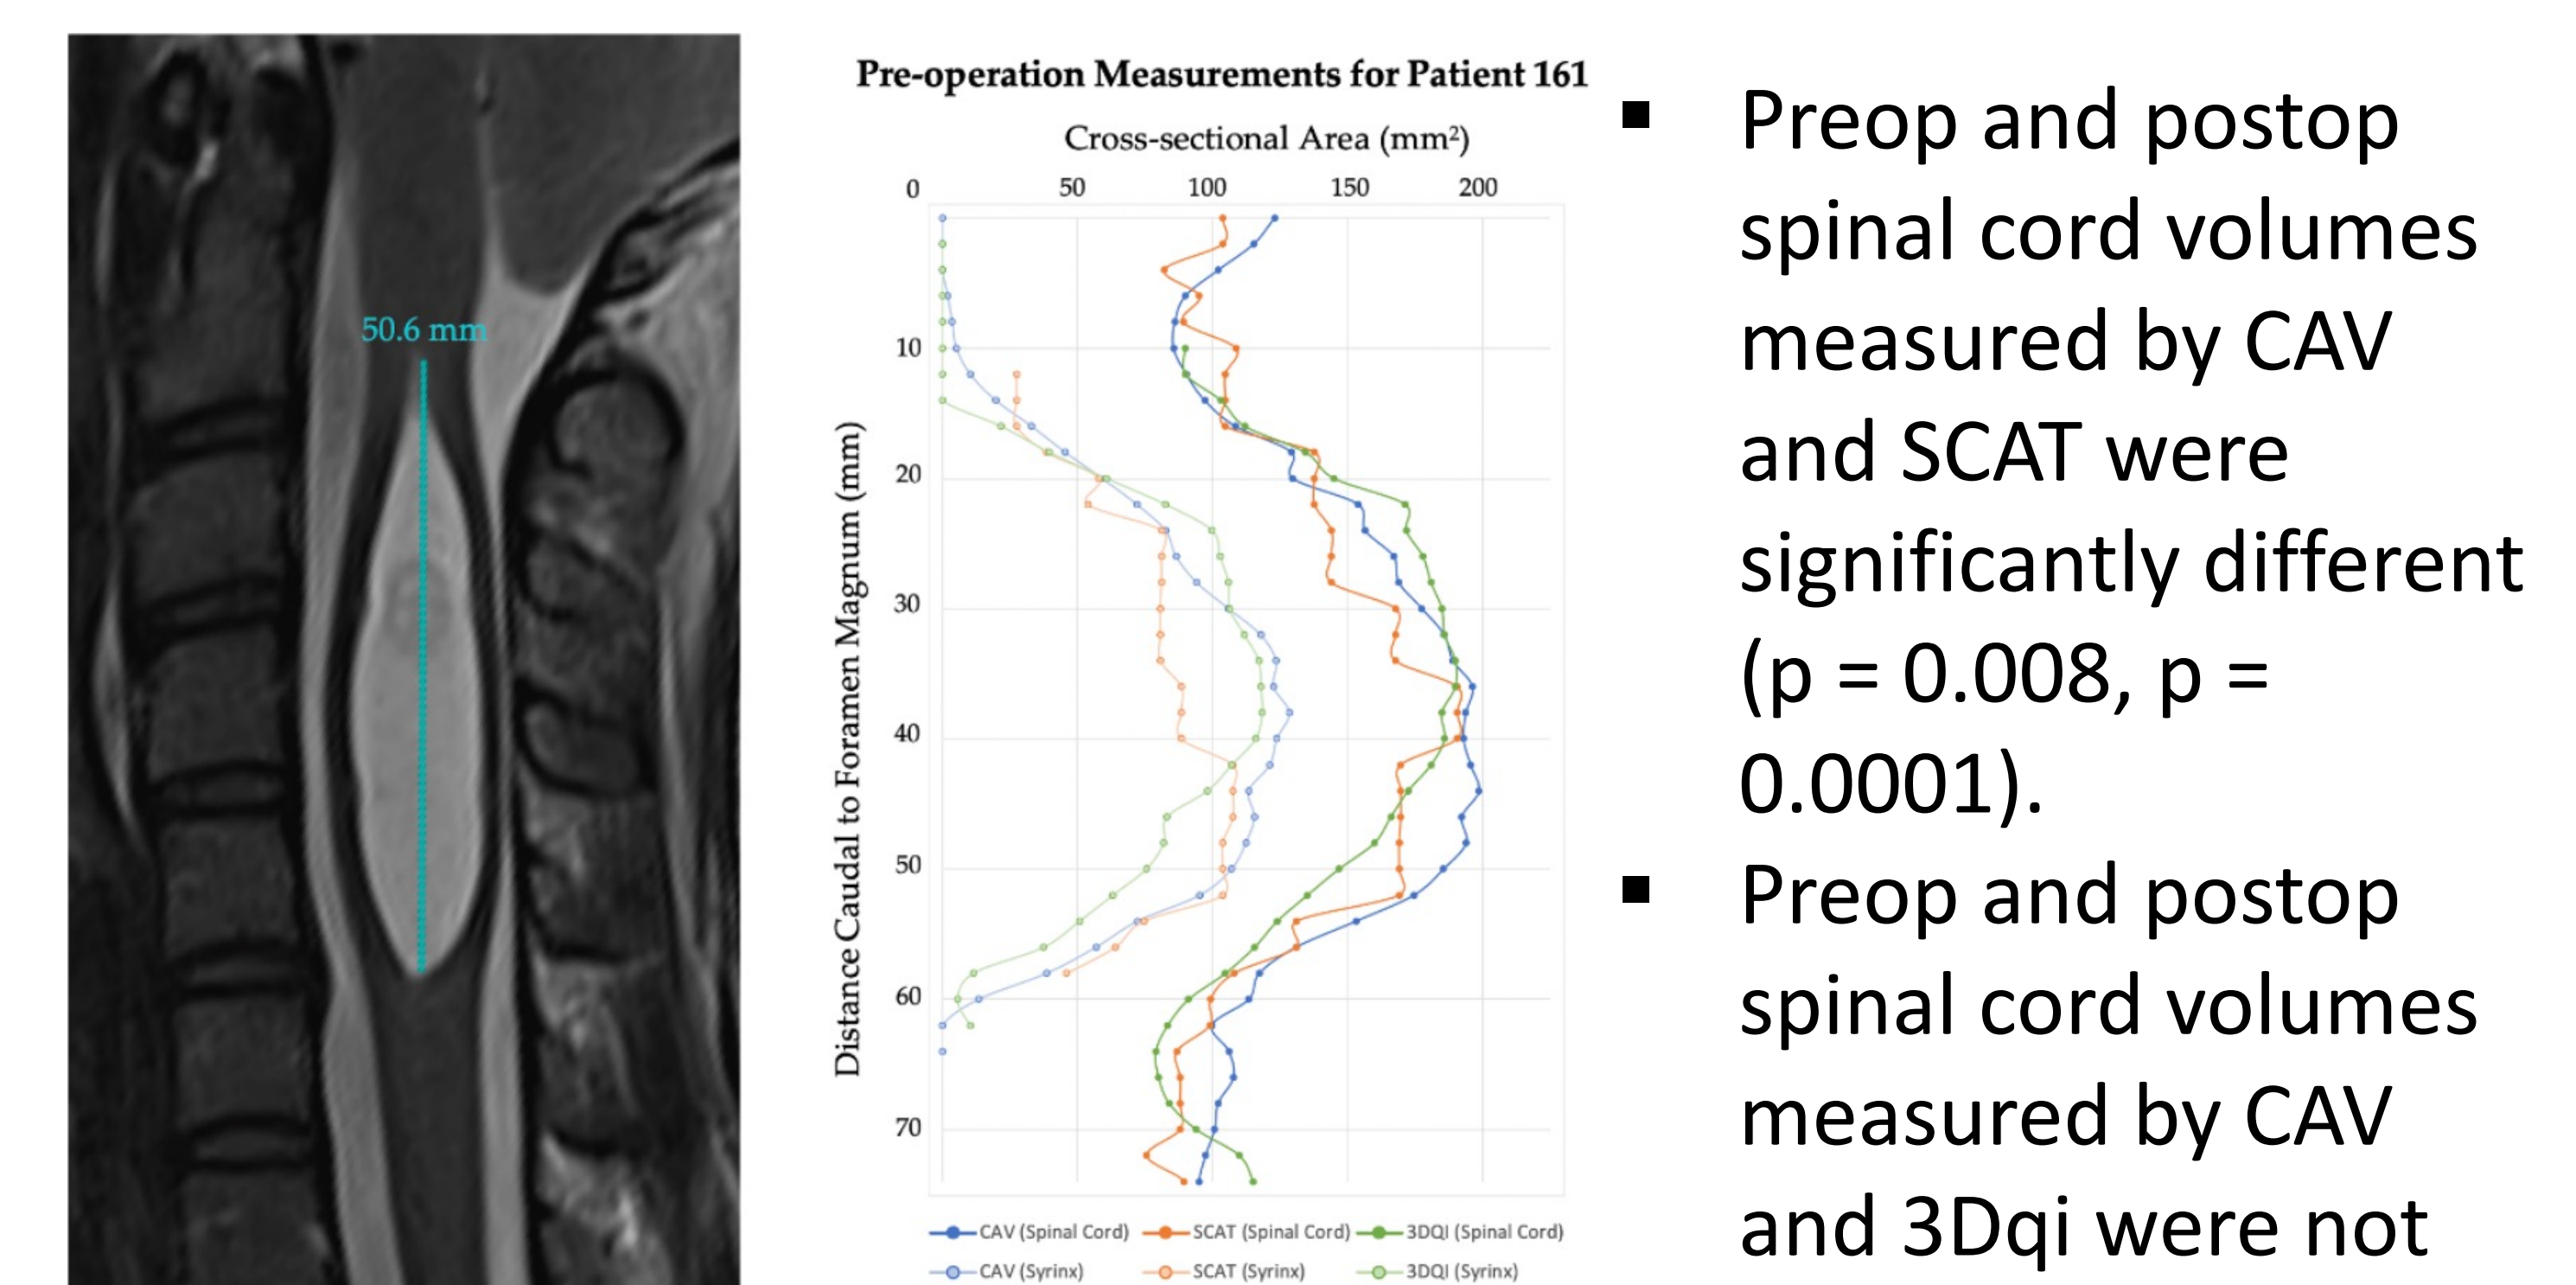 50.6 mm
Pre-operation Measurements for Patient 161
Cross-sectional Area (mm²)
0 50 100 150 200
10
20
30
40
50
60
70
Distance Caudal to Foramen Magnum (mm)
CAV (Spinal Cord) SCAT (Spinal Cord) 3DQI (Spinal Cord)
CAV (Syrinx) SCAT (Syrinx) 3DQI (Syrinx)
▪ Preop and postop
spinal cord volumes
measured by CAV
and SCAT were
significantly different
(p = 0.008, p =
0.0001).
▪ Preop and postop
spinal cord volumes
measured by CAV
and 3Dqi were not